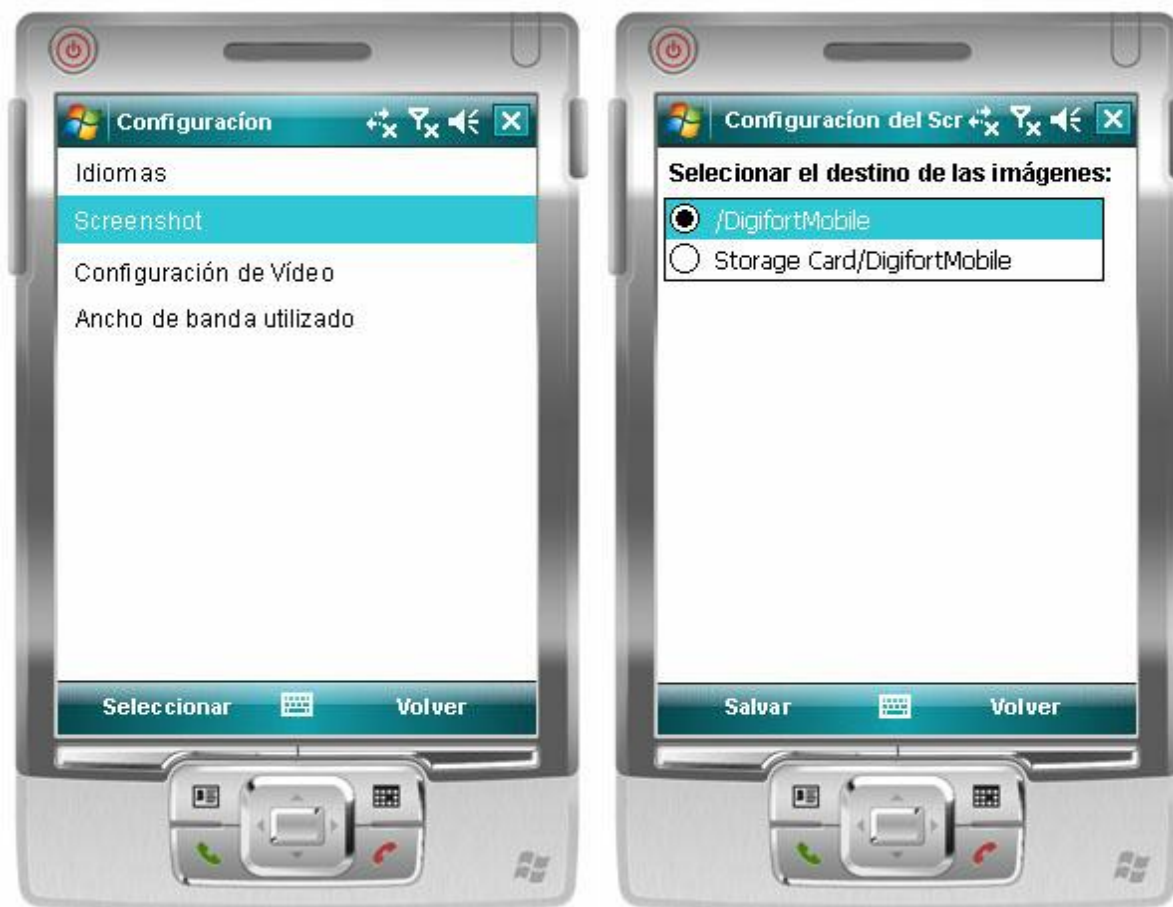 Configuracíon
Idiomas
Screenshot
Configuración de Vídeo
Ancho de banda utilizado
Seleccionar
Volver
Configuracíon del Scr
Selecionar el destino de las imágenes:
/DigifortMobile
Storage Card/DigifortMobile
Salvar
Volver